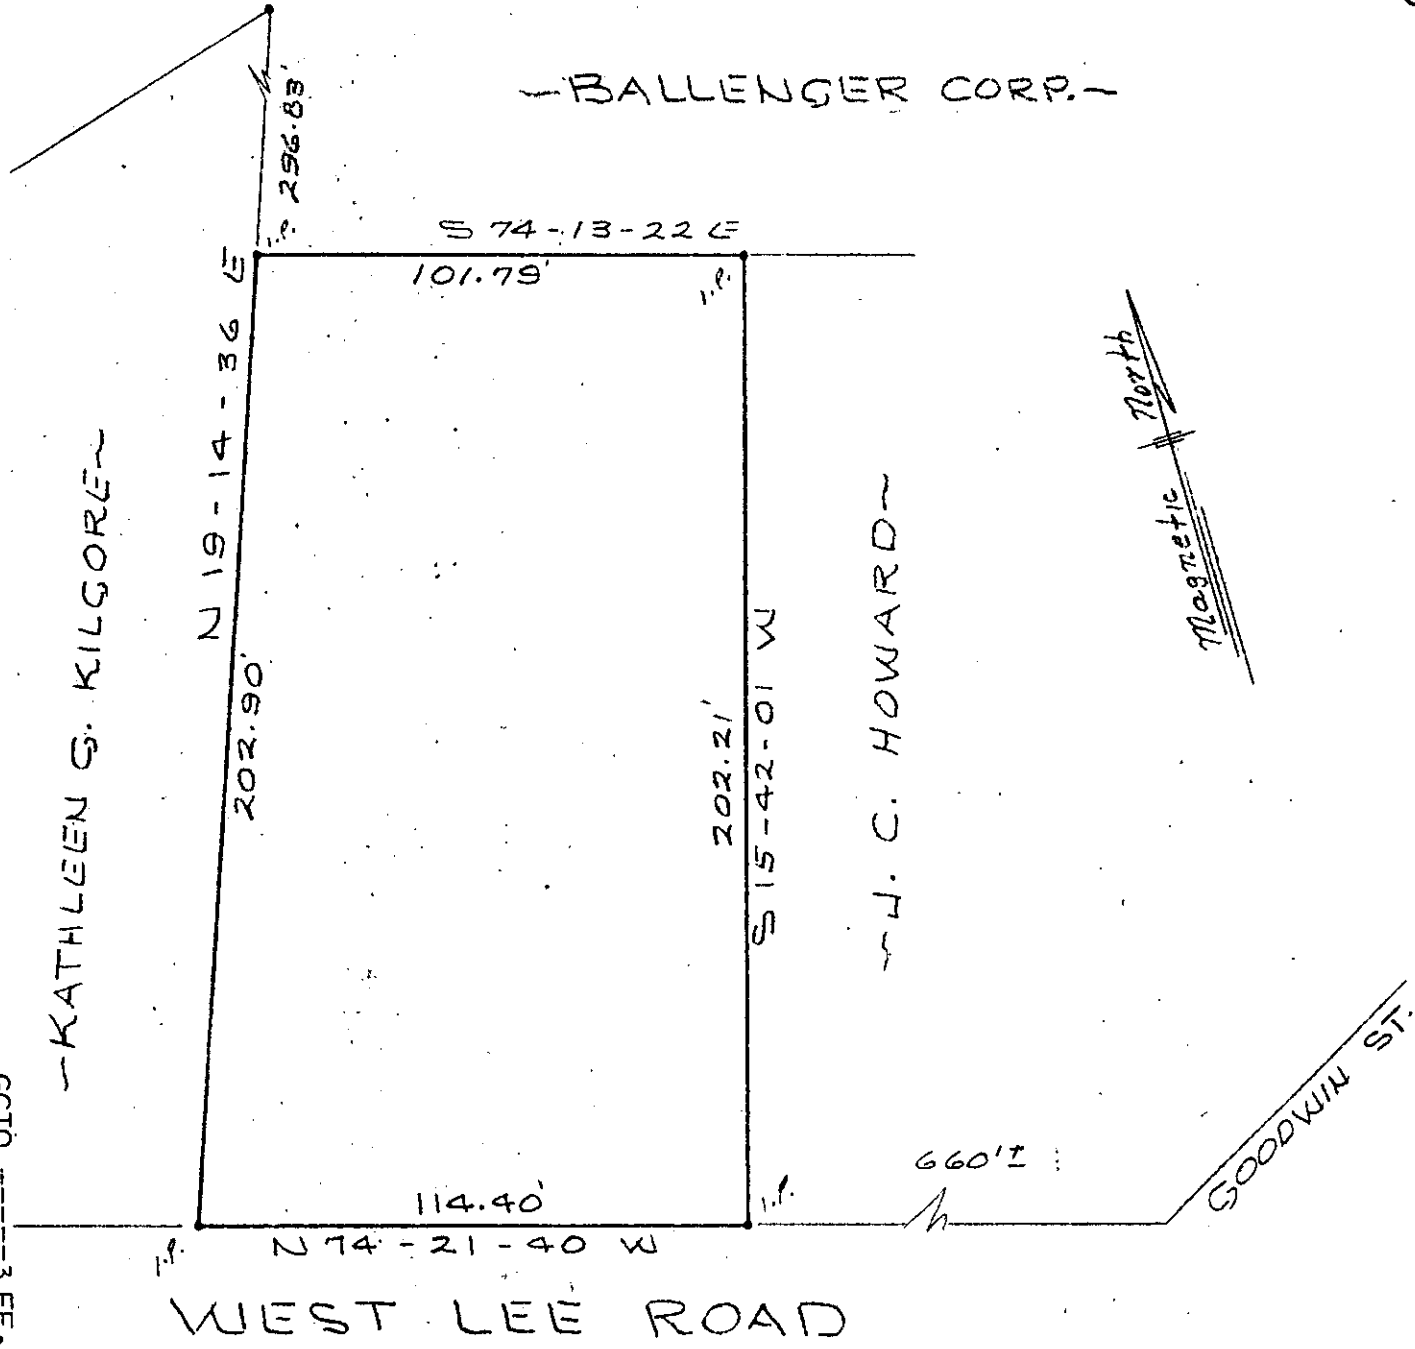 ~BALLENGER CORP.~
296.83'
I.P.
S 74-13-22 E
101.79'
I.P.
N 19-14-36 E
202.90'
~KATHLEEN G. KILGORE~
202.21'
S 15-42-01 W
~J. C. HOWARD~
Magnetic North
660'±
GOODWIN ST.
114.40'
I.P.
N 74-21-40 W
I.P.
WEST LEE ROAD